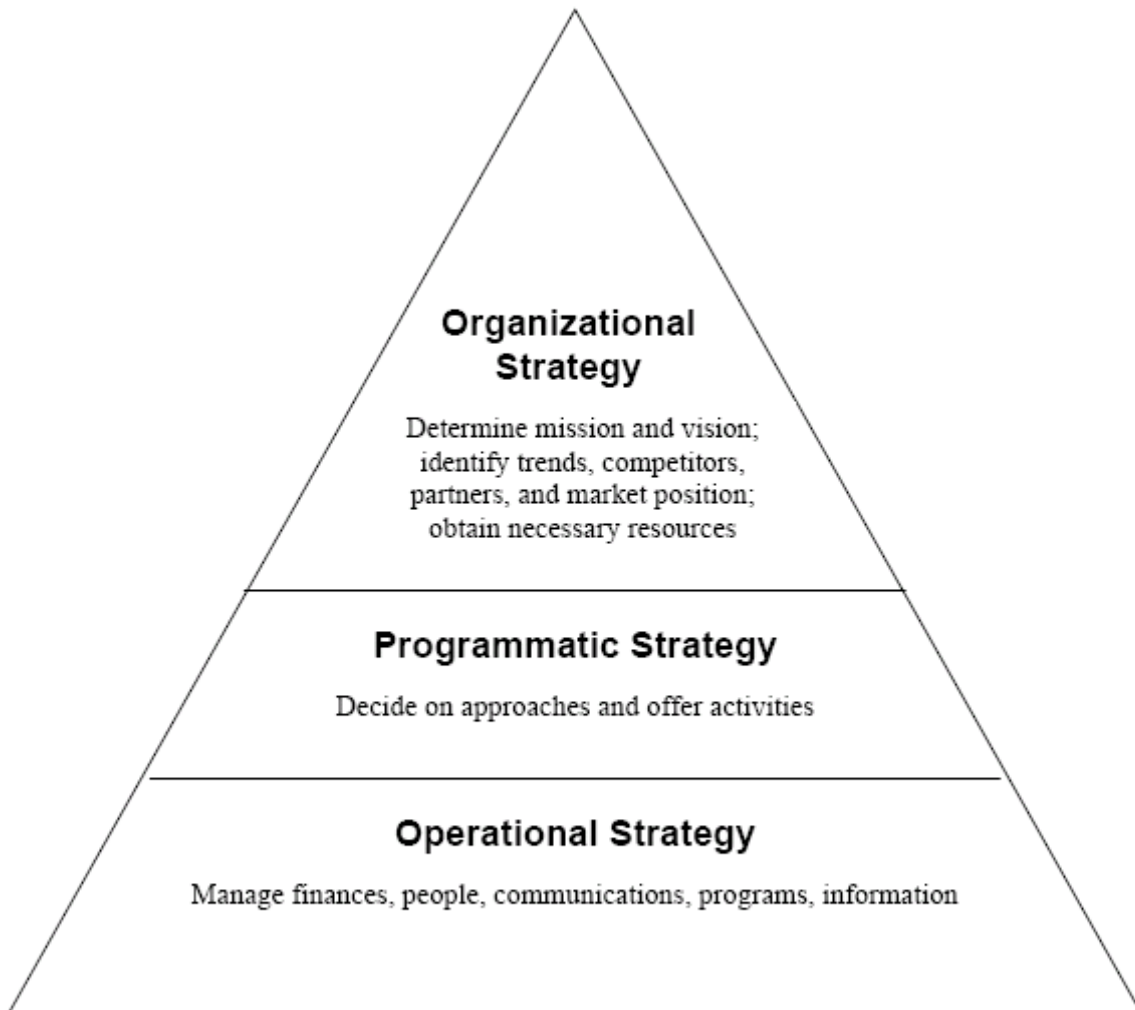 Organizational
Strategy
Determine mission and vision;
identify trends, competitors,
partners, and market position;
obtain necessary resources
Programmatic Strategy
Decide on approaches and offer activities
Operational Strategy
Manage finances, people, communications, programs, information